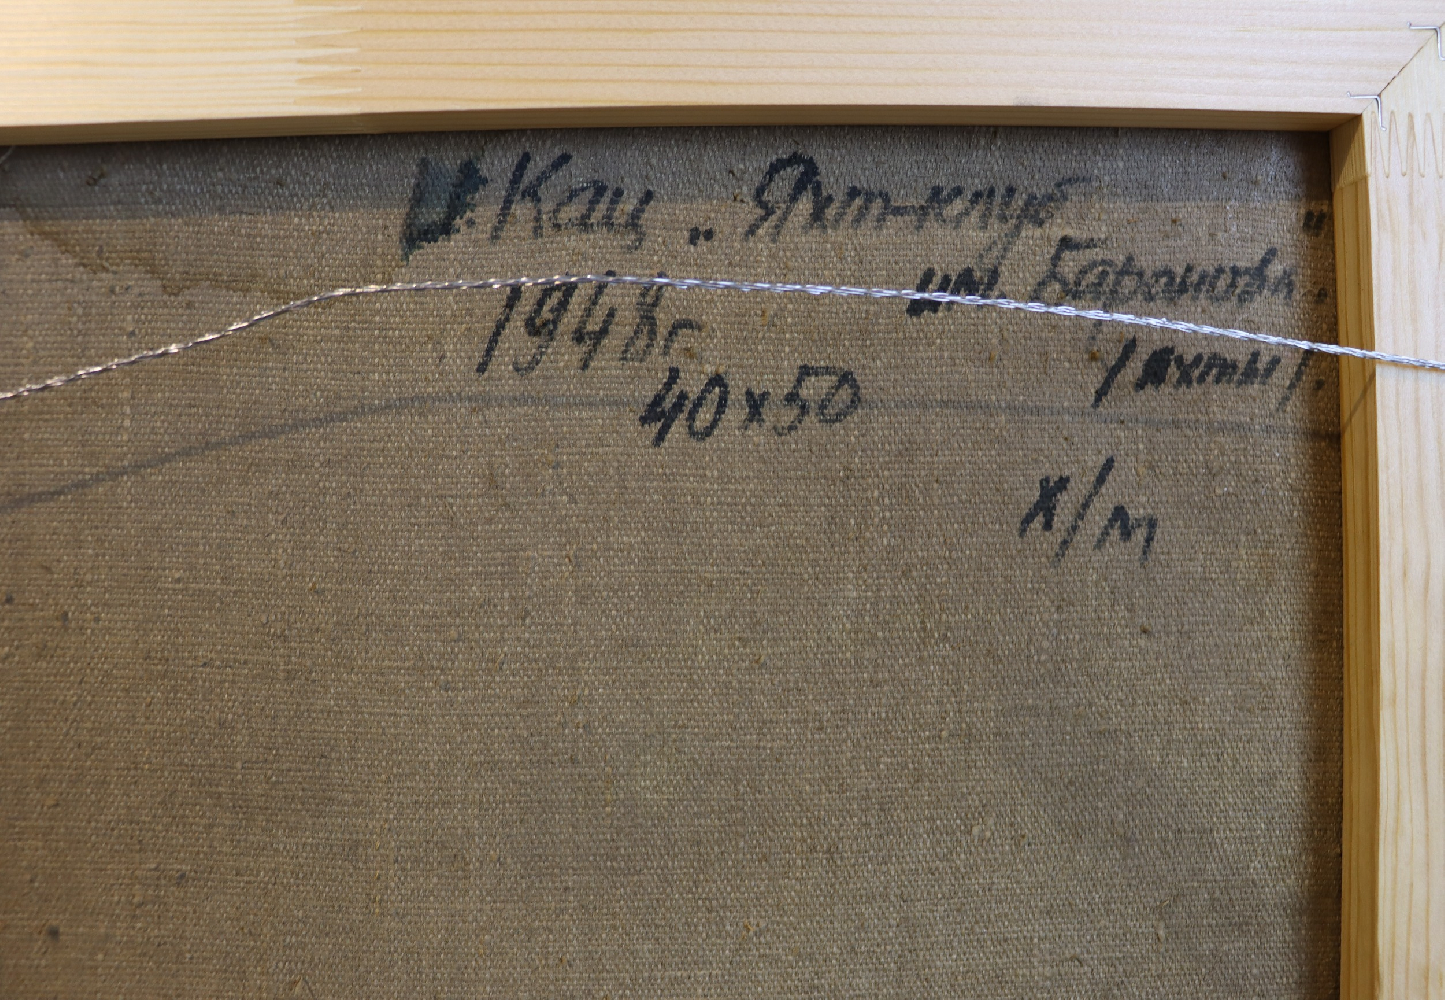 Кац „Яхт-клуб "
им. Баранова.
1948г.
/яхты/.
40x50
х/м